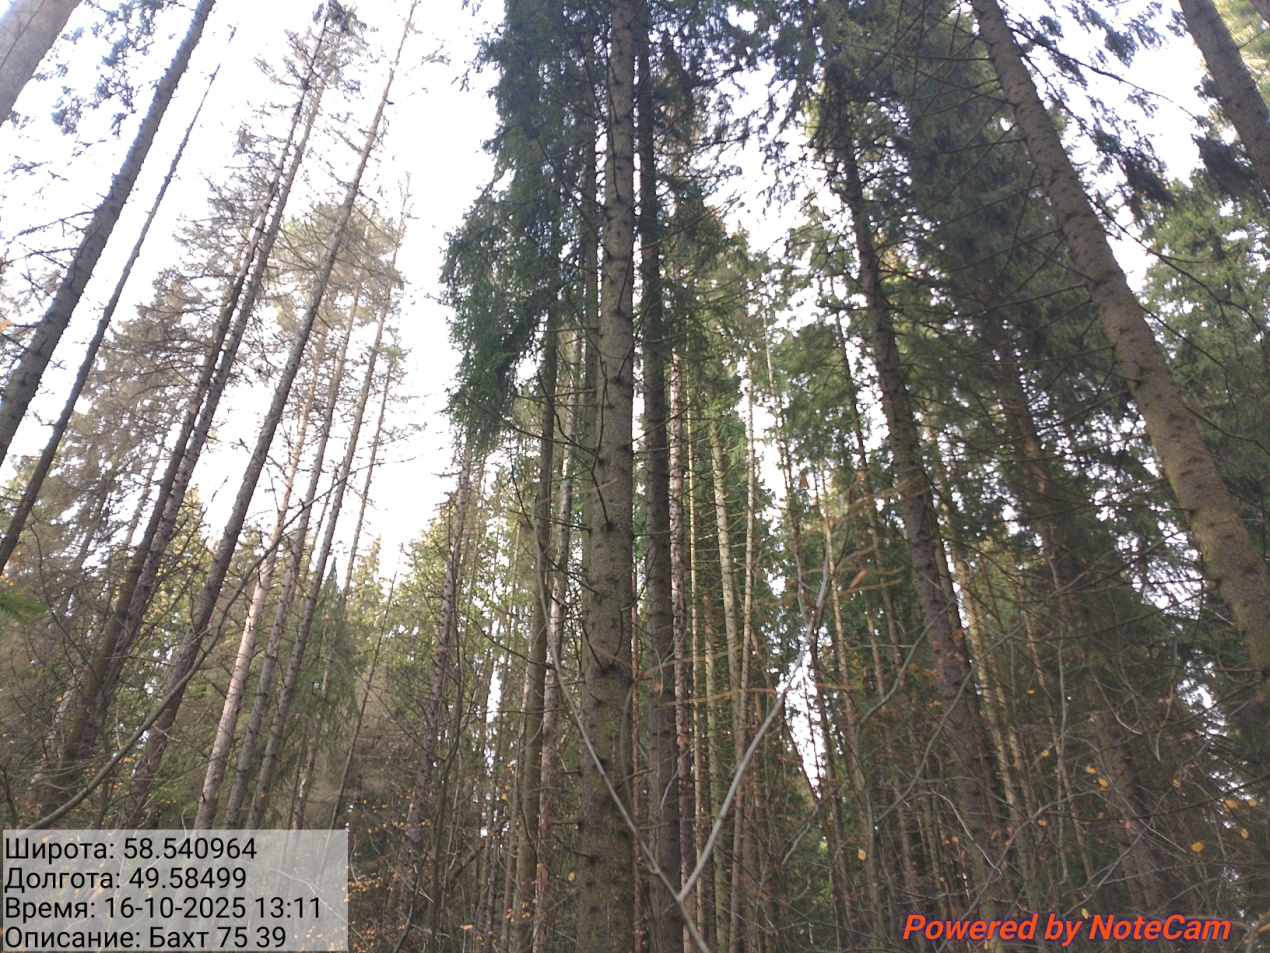 Широта: 58.540964
Долгота: 49.58499
Время: 16-10-2025 13:11
Описание: Бахт 75 39
Powered by NoteCam